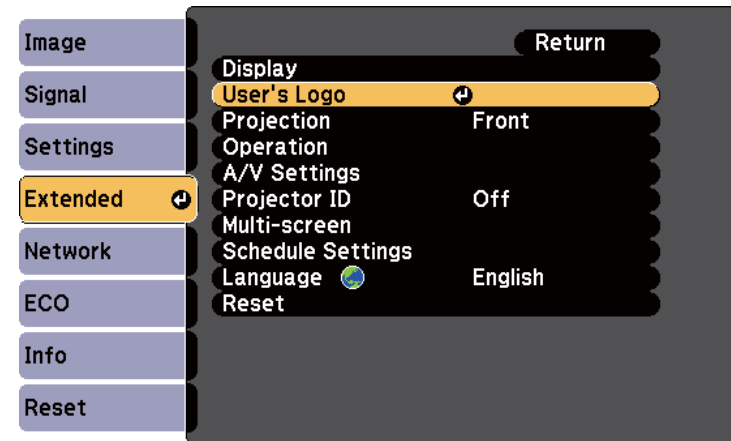 Image
Signal
Settings
Extended
Network
ECO
Info
Reset
Return
Display
User's Logo
Projection Front
Operation
A/V Settings
Projector ID Off
Multi-screen
Schedule Settings
Language English
Reset